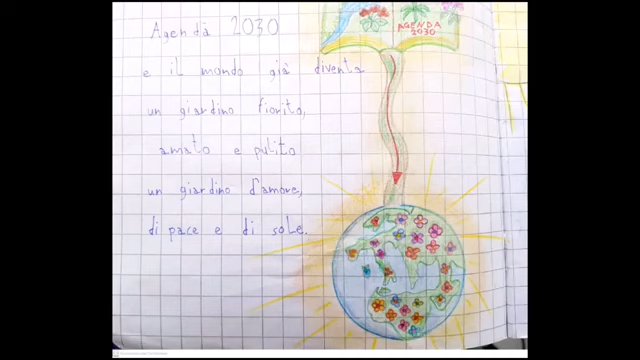 Agenda 2030
e il mondo già diventa
un giardino fiorito,
amato e pulito
un giardino d'amore,
di pace e di sole.
AGENDA
2030